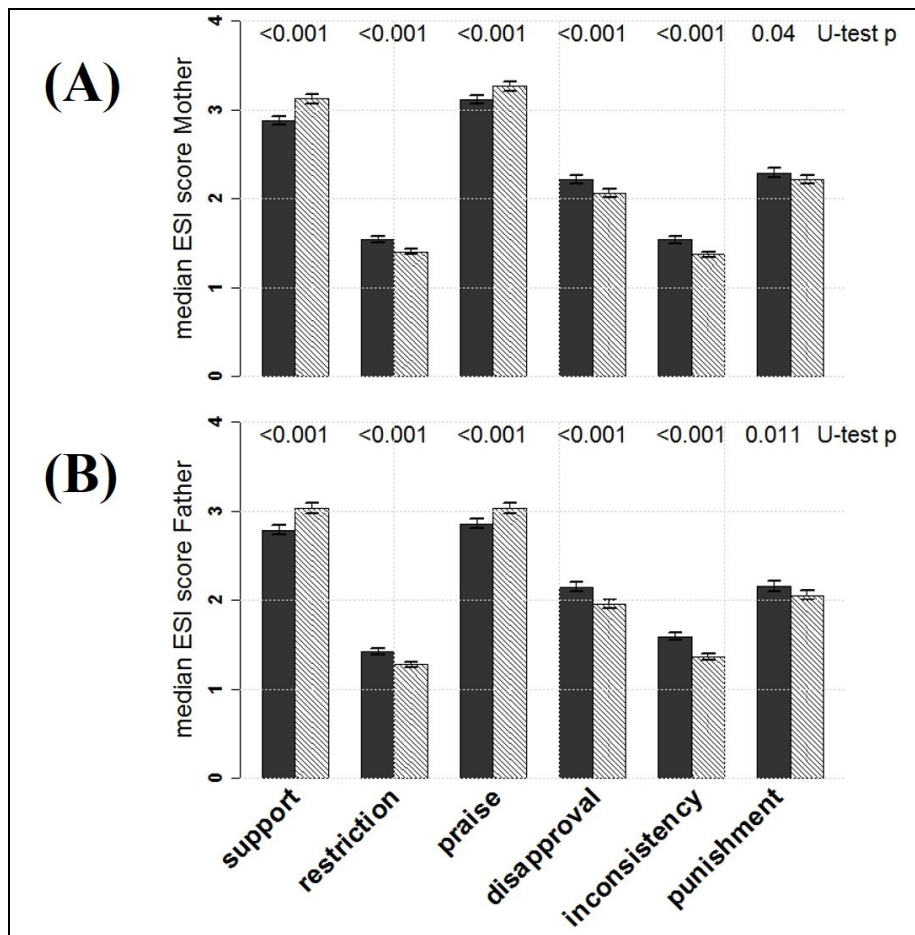 <0.001 <0.001 <0.001 <0.001 <0.001 0.04 U-test p
(A)
median ESI score Mother
4
3
2
1
0
<0.001 <0.001 <0.001 <0.001 <0.001 0.011 U-test p
(B)
median ESI score Father
4
3
2
1
0
support
restriction
praise
disapproval
inconsistency
punishment